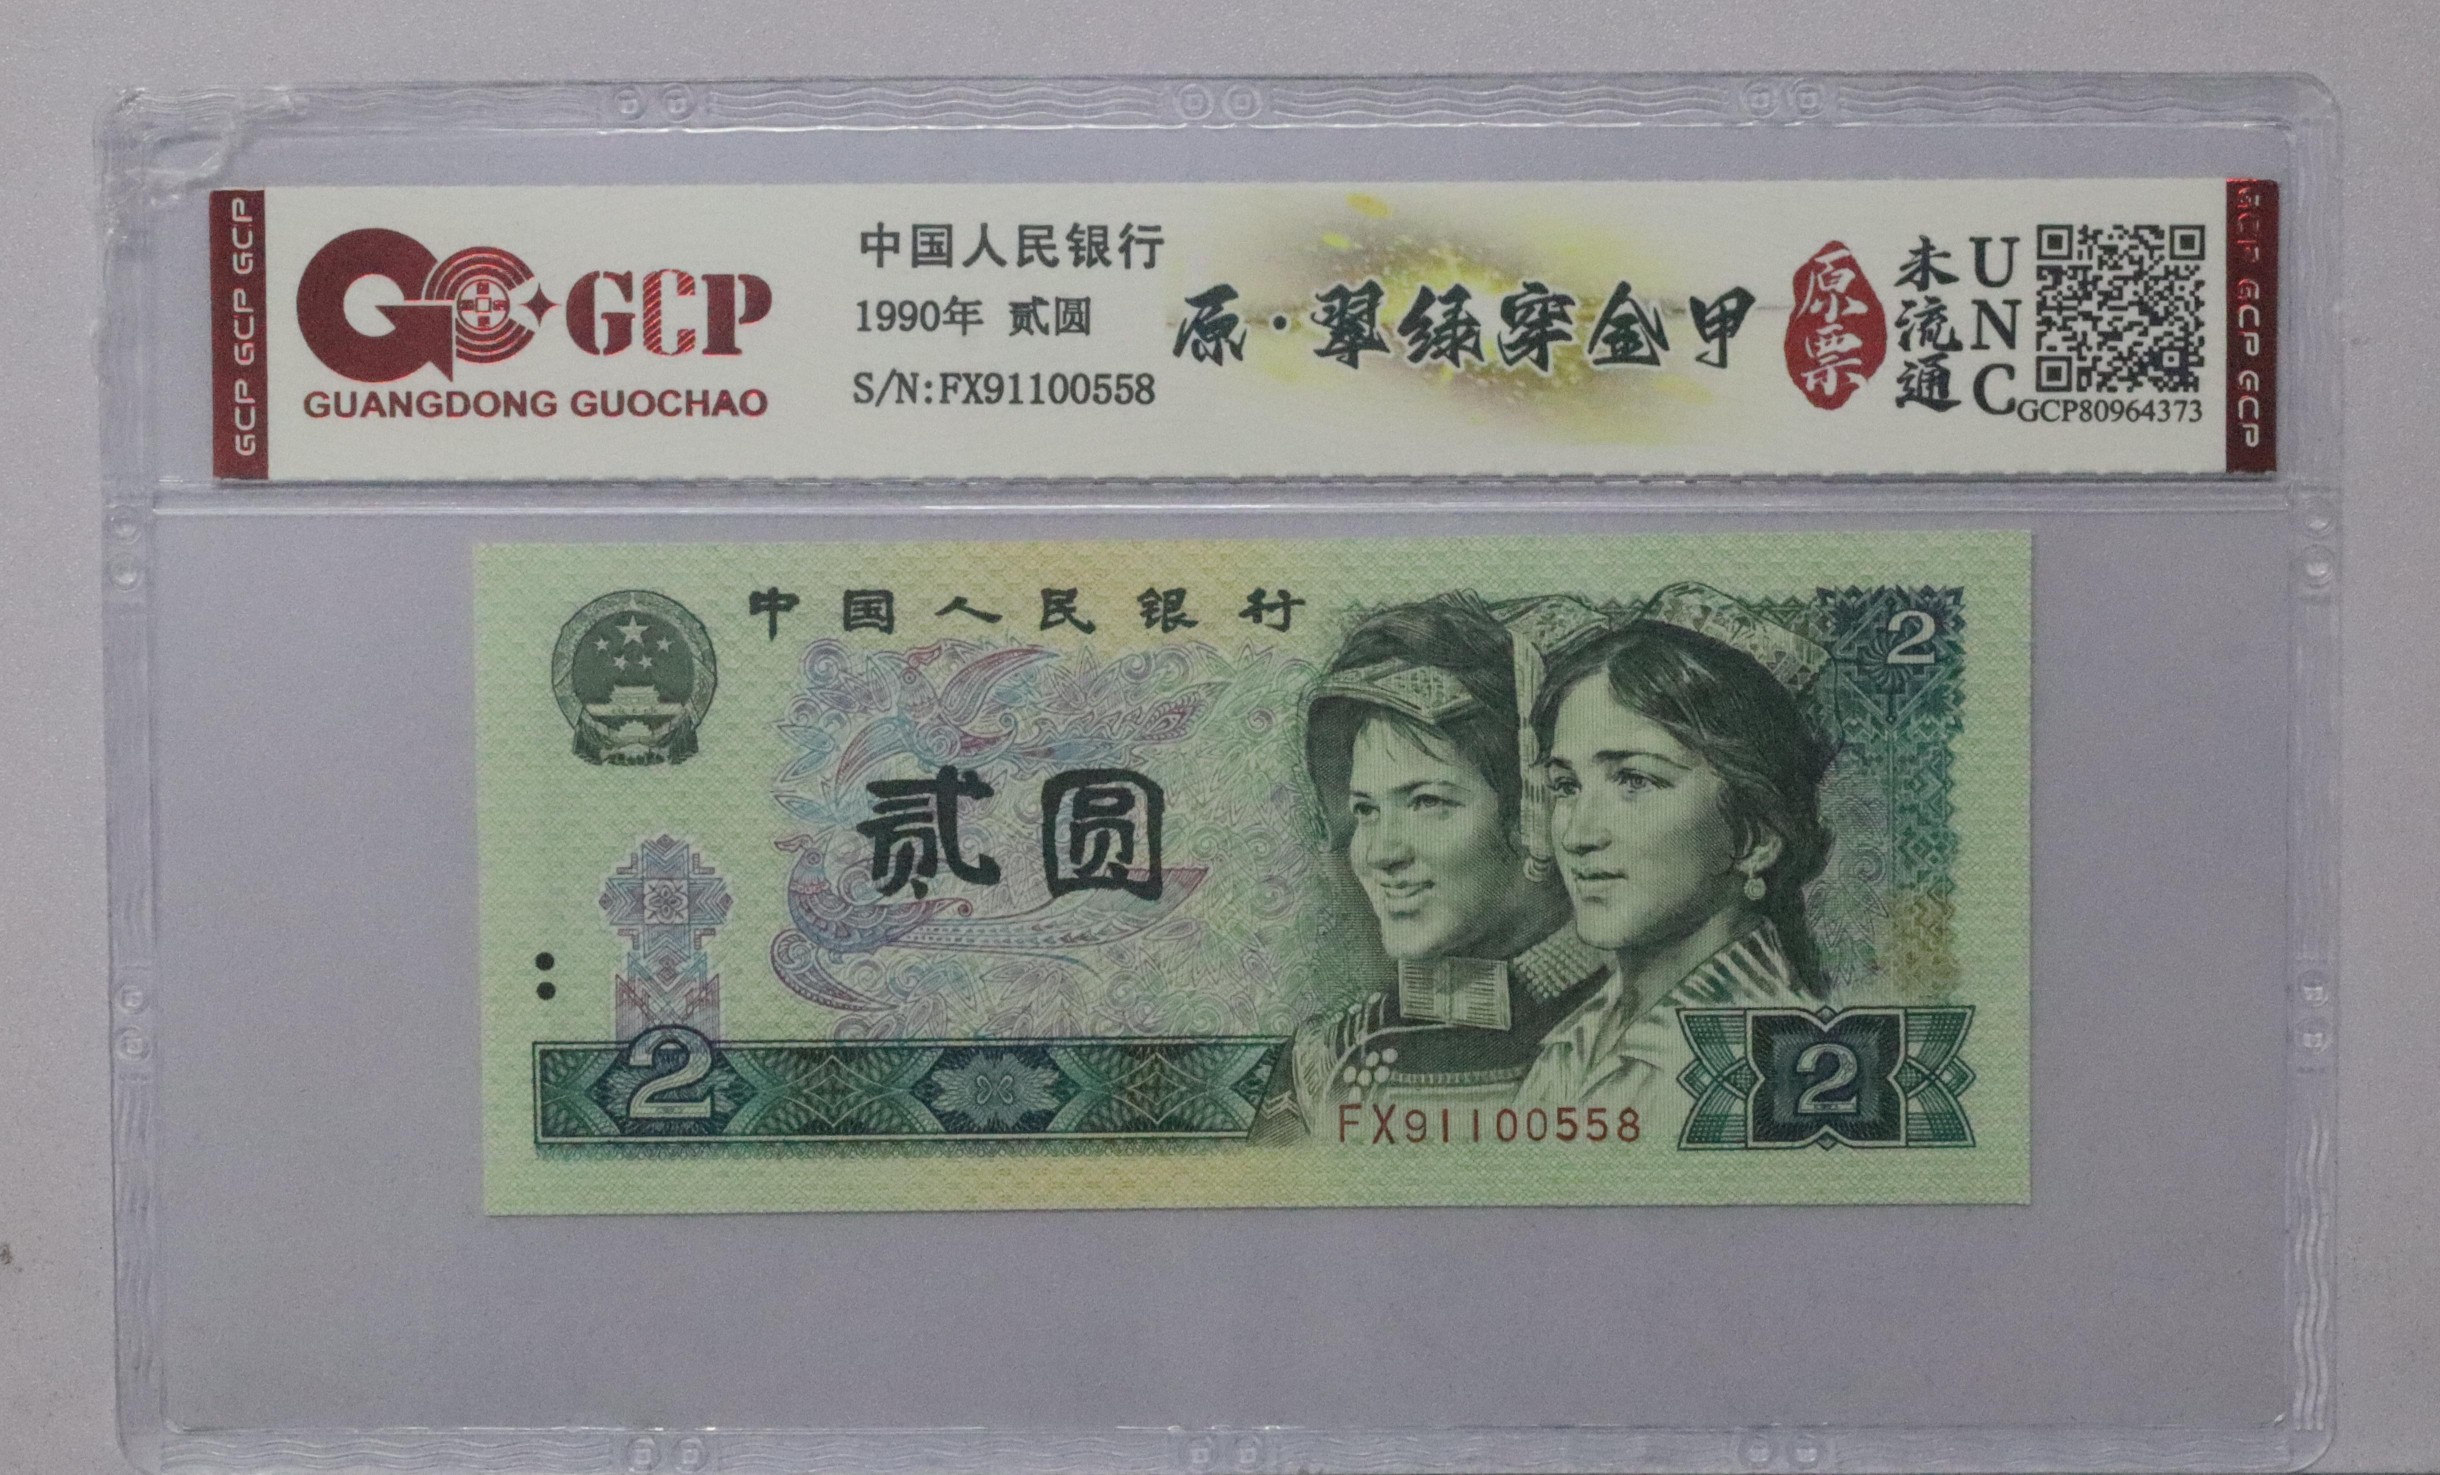 GCP GCP GCP
GCP
GUANGDONG GUOCHAO
中国人民银行
1990年 贰圆
S/N:FX91100558
原·翠绿穿金甲
原票
未流通
UNC
GCP80964373
GCP GCP GCP
中国人民银行
2
贰圆
2
FX91100558
2